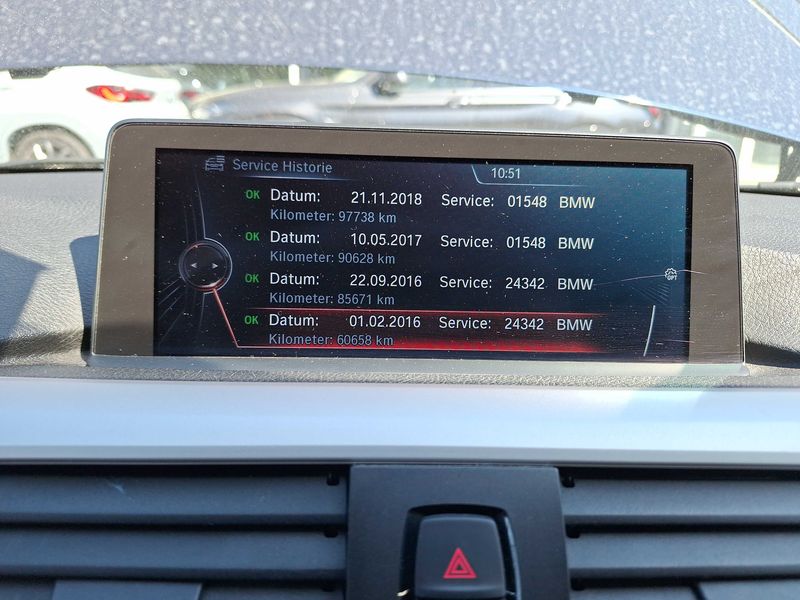 Service Historie 10:51
OK Datum: 21.11.2018 Service: 01548 BMW
Kilometer: 97738 km
OK Datum: 10.05.2017 Service: 01548 BMW
Kilometer: 90628 km
OK Datum: 22.09.2016 Service: 24342 BMW
Kilometer: 85671 km
OPT
OK Datum: 01.02.2016 Service: 24342 BMW
Kilometer: 60658 km